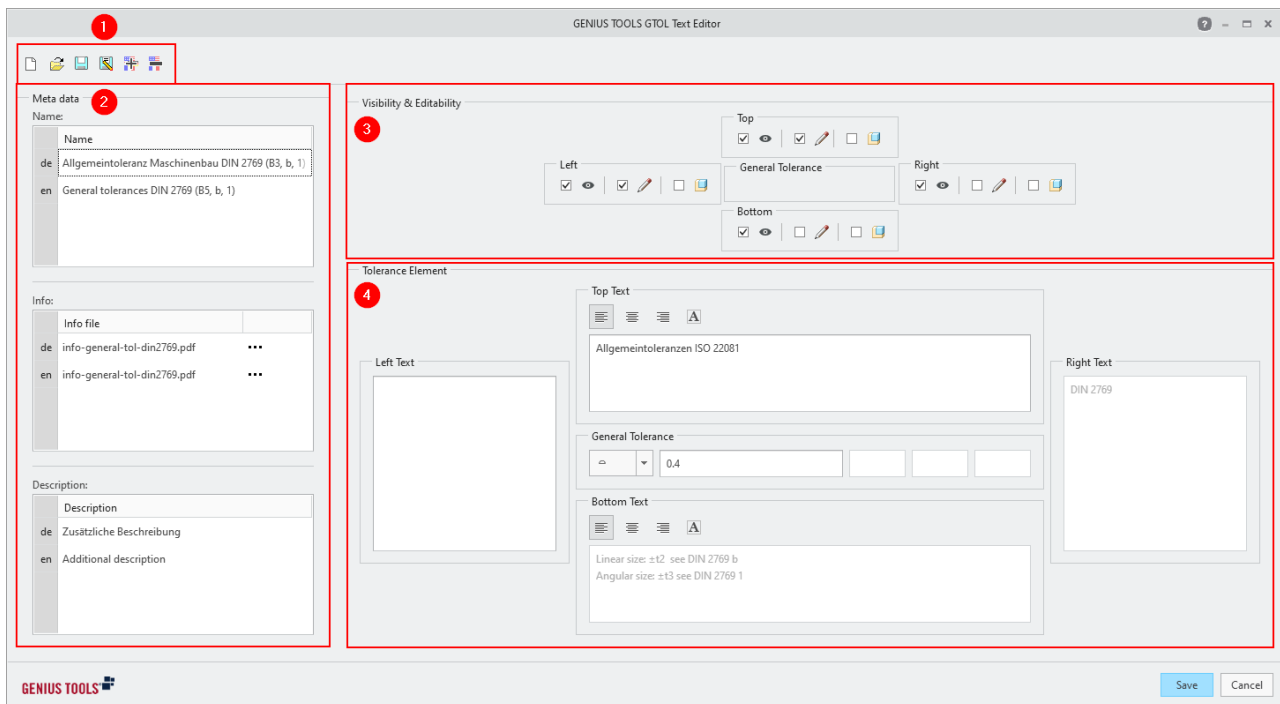 GENIUS TOOLS GTOL Text Editor
?
1
2
Meta data
Name:
Name
de Allgemeintoleranz Maschinenbau DIN 2769 (B3, b, 1)
en General tolerances DIN 2769 (B5, b, 1)
Info:
Info file
de info-general-tol-din2769.pdf ...
en info-general-tol-din2769.pdf ...
Description:
Description
de Zusätzliche Beschreibung
en Additional description
Visibility & Editability
3
Top
Left
General Tolerance
Right
Bottom
Tolerance Element
4
Top Text
A
Allgemeintoleranzen ISO 22081
Left Text
Right Text
DIN 2769
General Tolerance
0.4
Bottom Text
A
Linear size: ±t2 see DIN 2769 b
Angular size: ±t3 see DIN 2769 1
GENIUS TOOLS
Save
Cancel